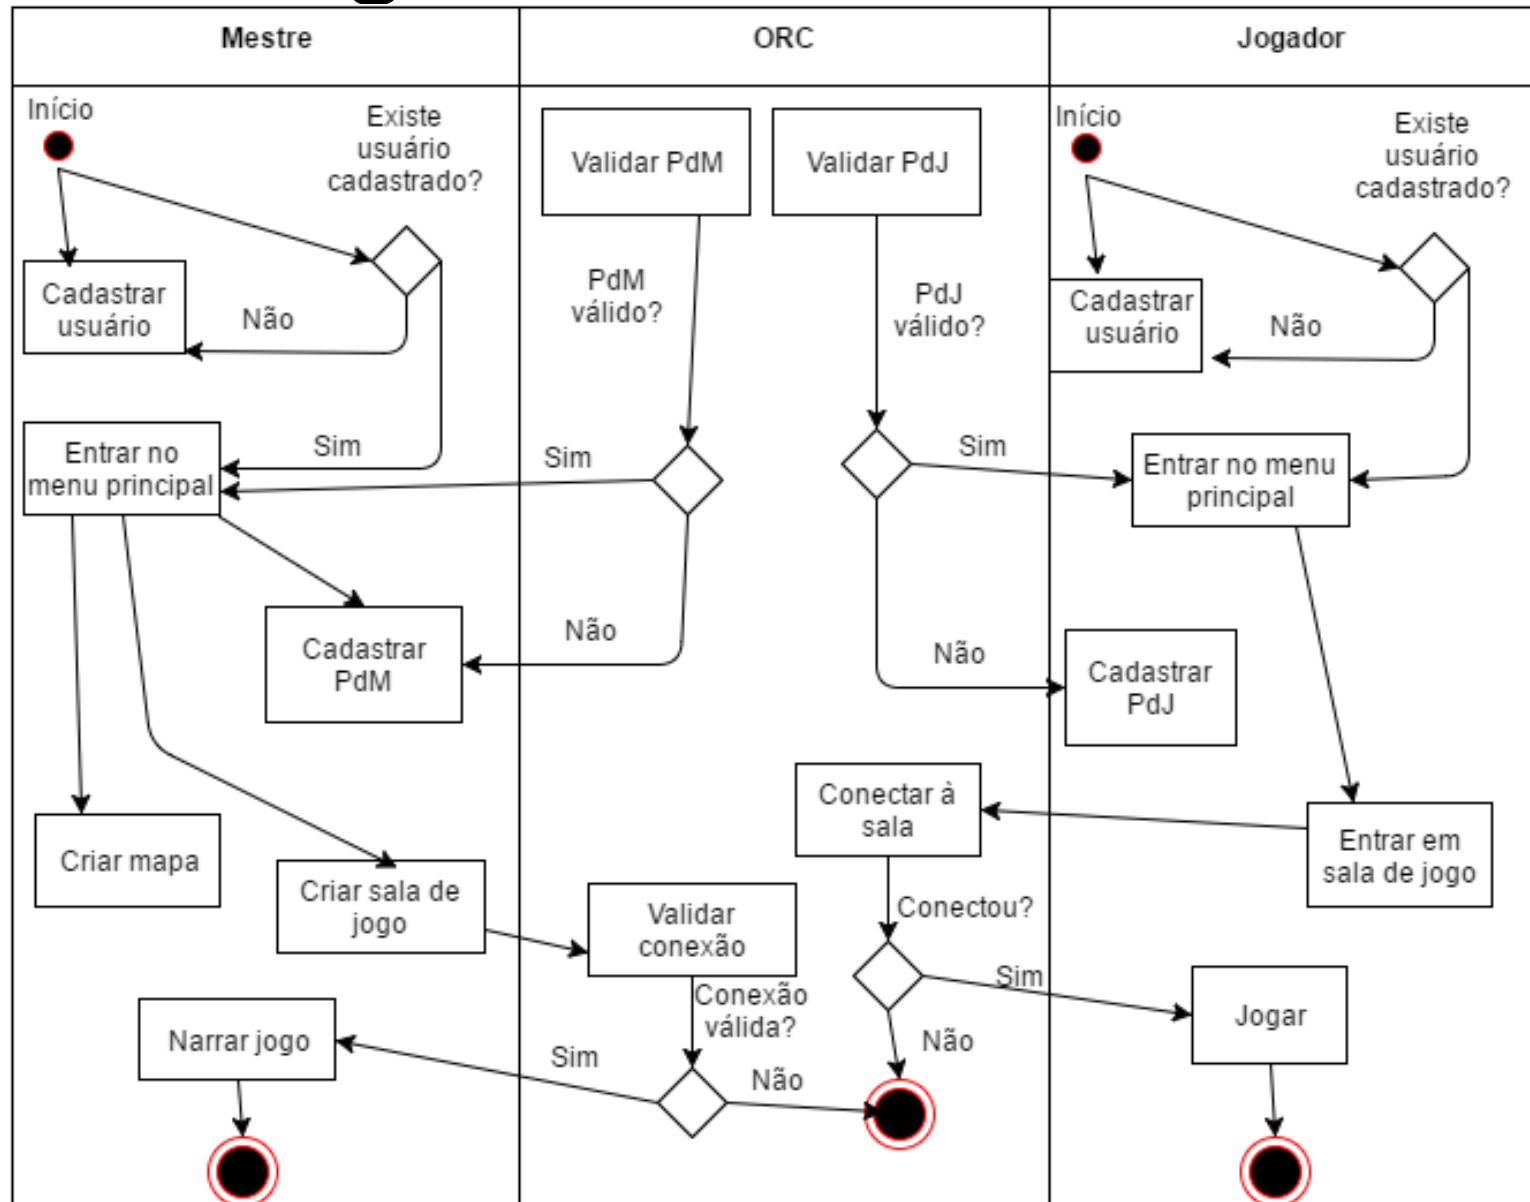 Mestre
ORC
Jogador
Início
Existe
usuário
cadastrado?
Cadastrar
usuário
Não
Sim
Entrar no
menu principal
Cadastrar
PdM
Criar mapa
Criar sala de
jogo
Narrar jogo
Validar PdM
Validar PdJ
PdM
válido?
PdJ
válido?
Sim
Sim
Não
Não
Conectar à
sala
Conectou?
Validar
conexão
Conexão
válida?
Sim
Não
Sim
Não
Início
Existe
usuário
cadastrado?
Cadastrar
usuário
Não
Entrar no menu
principal
Cadastrar
PdJ
Entrar em
sala de jogo
Jogar